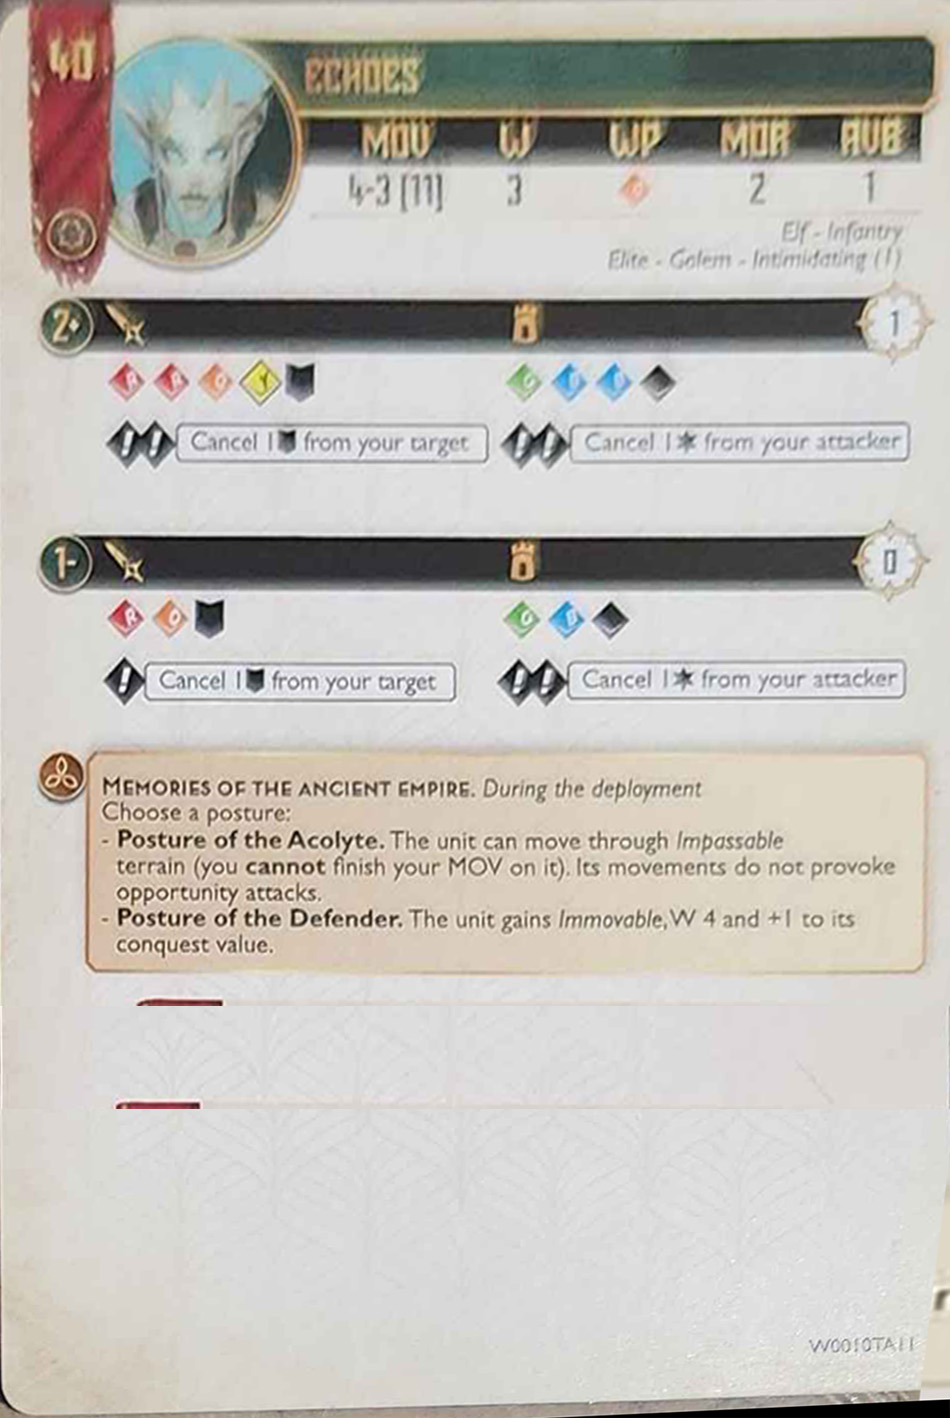 40
ECHOES
MOV W WP MOR AVB
4-3 [11] 3 O 2 1
Elf - Infantry
Elite - Golem - Intimidating (1)
2+ 1
R R O Y G B B
! ! Cancel 1 from your target ! ! Cancel 1 from your attacker
1- 0
R O G B
! Cancel 1 from your target ! ! Cancel 1 from your attacker
MEMORIES OF THE ANCIENT EMPIRE. During the deployment
Choose a posture:
- Posture of the Acolyte. The unit can move through Impassable
terrain (you cannot finish your MOV on it). Its movements do not provoke
opportunity attacks.
- Posture of the Defender. The unit gains Immovable, W 4 and +1 to its
conquest value.
W0010TA11